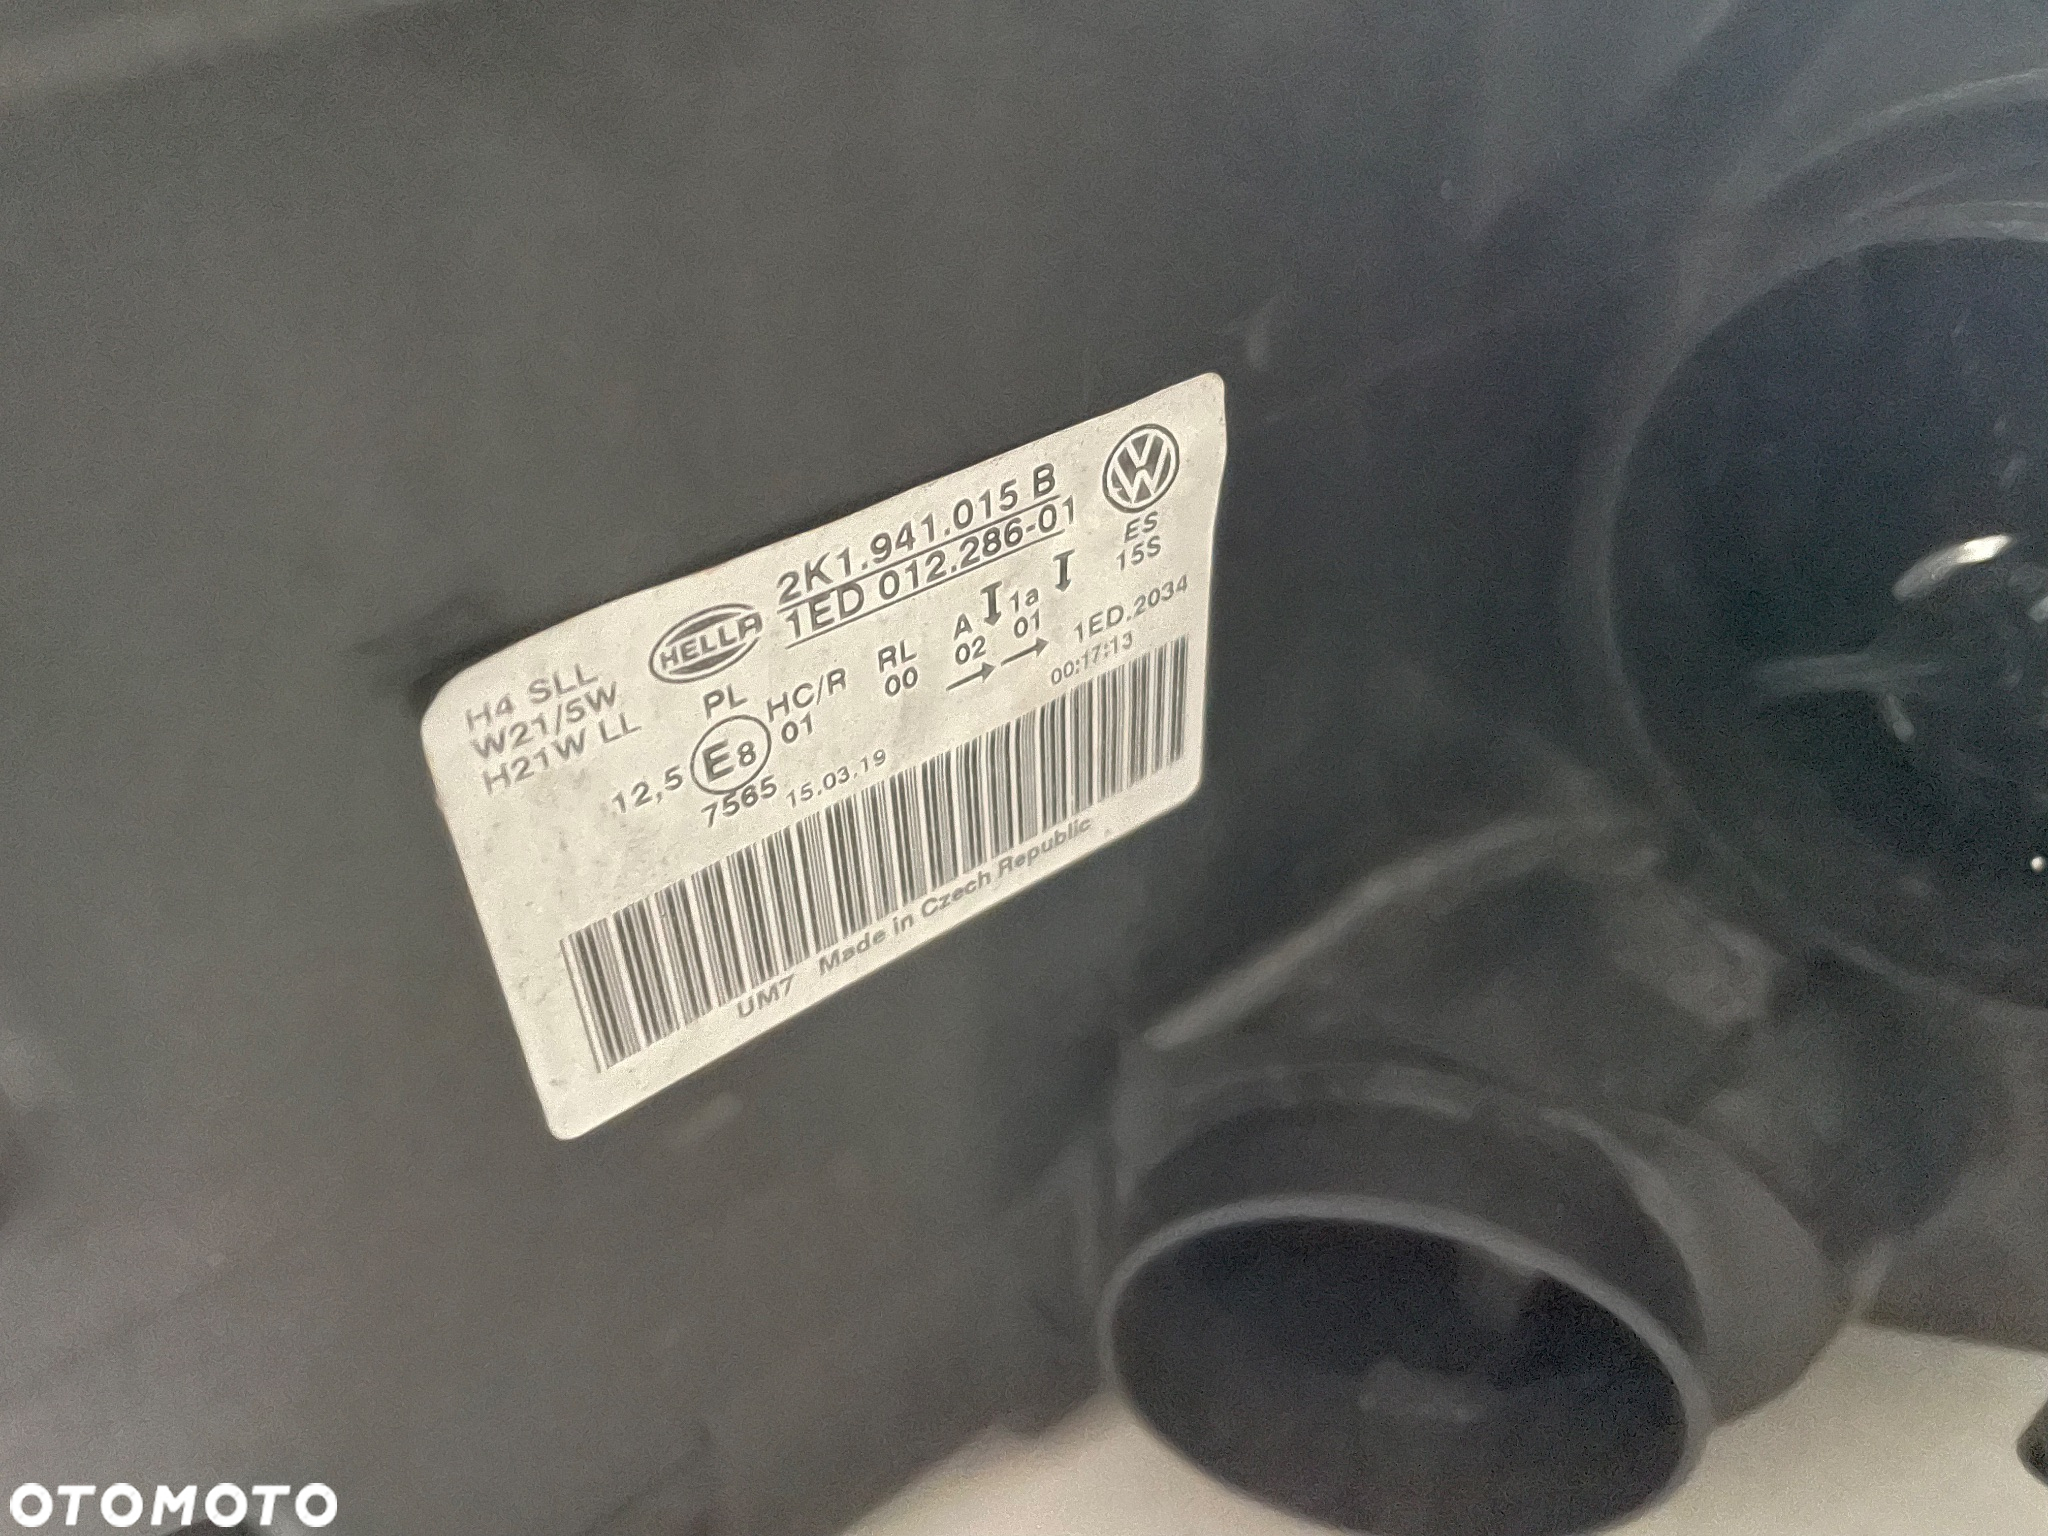 2K1.941.015 B
1ED 012.286-01
HELLA
ES
15S
H4 SLL
W21/5W
H21W LL
PL
HC/R
01
RL
00
A
02
1a
01
1ED.2034
00:17:13
12,5
E8
7565
15.03.19
UM7 Made in Czech Republic
OTOMOTO